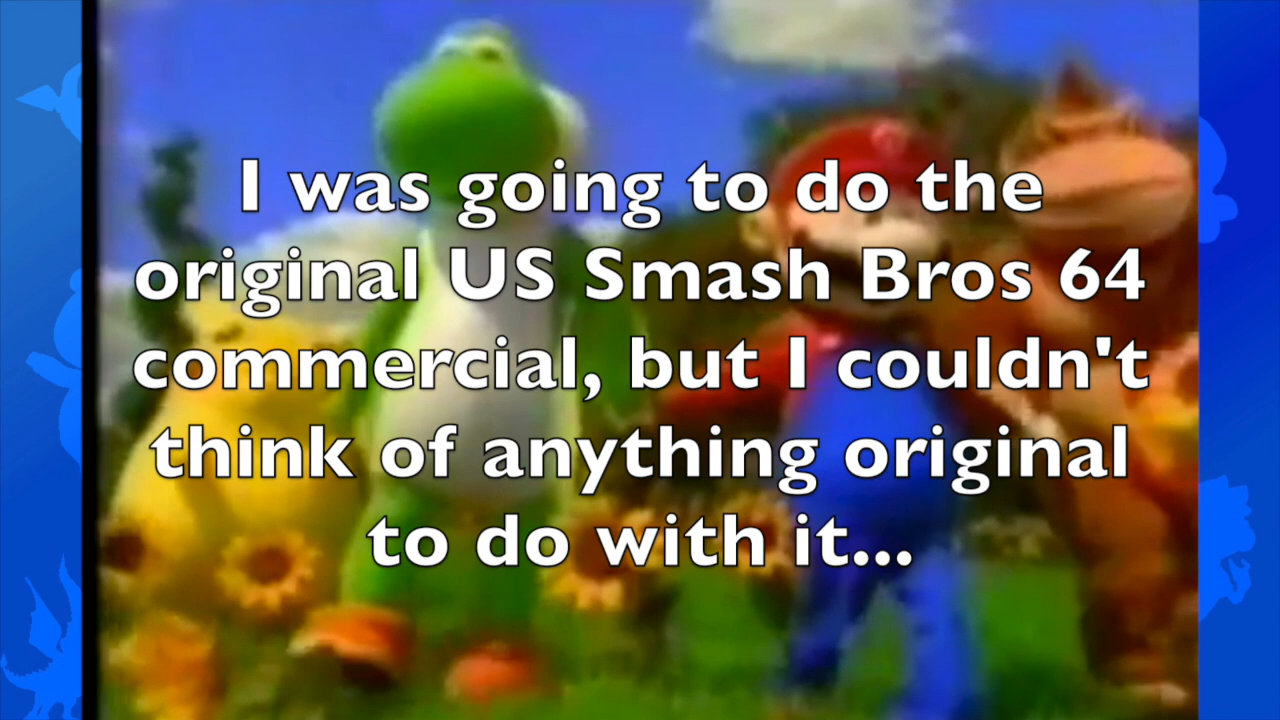 I was going to do the
original US Smash Bros 64
commercial, but I couldn't
think of anything original
to do with it...